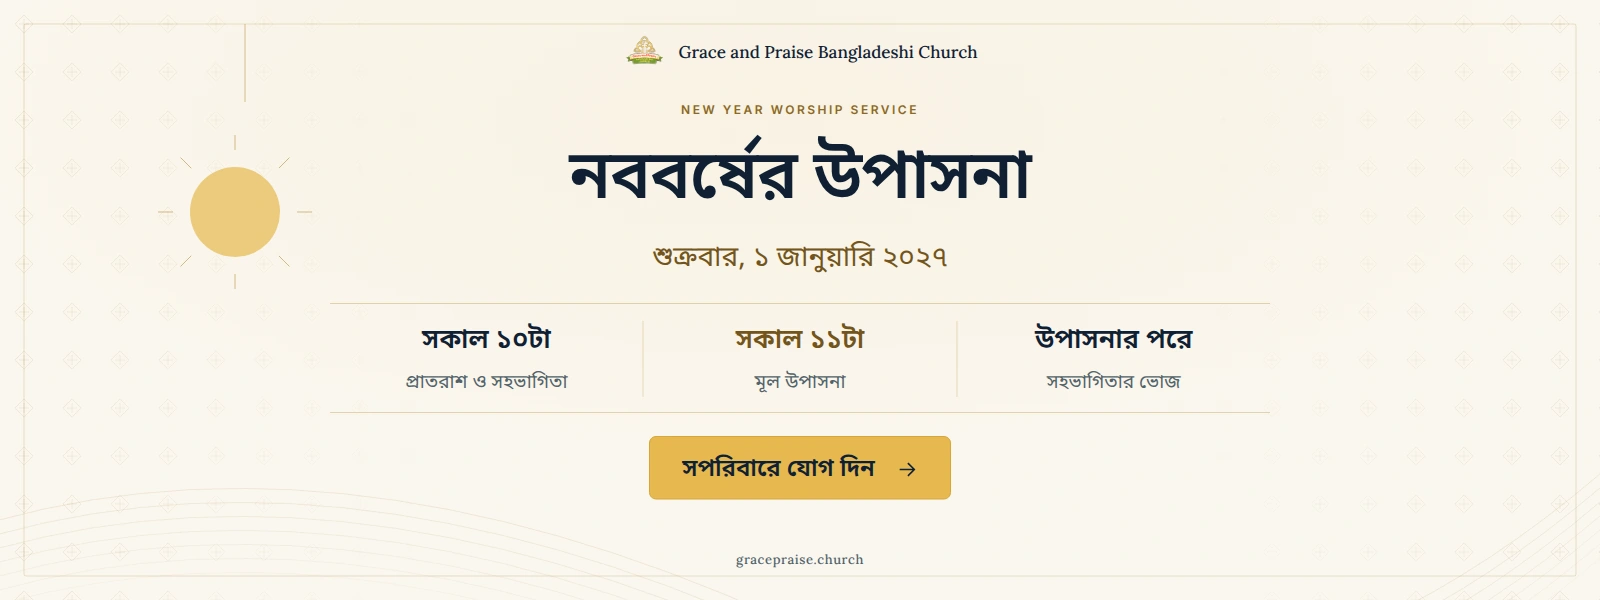 Grace and Praise Bangladeshi Church
NEW YEAR WORSHIP SERVICE
নববর্ষের উপাসনা
শুক্রবার, ১ জানুয়ারি ২০২৭
সকাল ১০টা
প্রাতরাশ ও সহভাগিতা
সকাল ১১টা
মূল উপাসনা
উপাসনার পরে
সহভাগিতার ভোজ
সপরিবারে যোগ দিন →
gracepraise.church